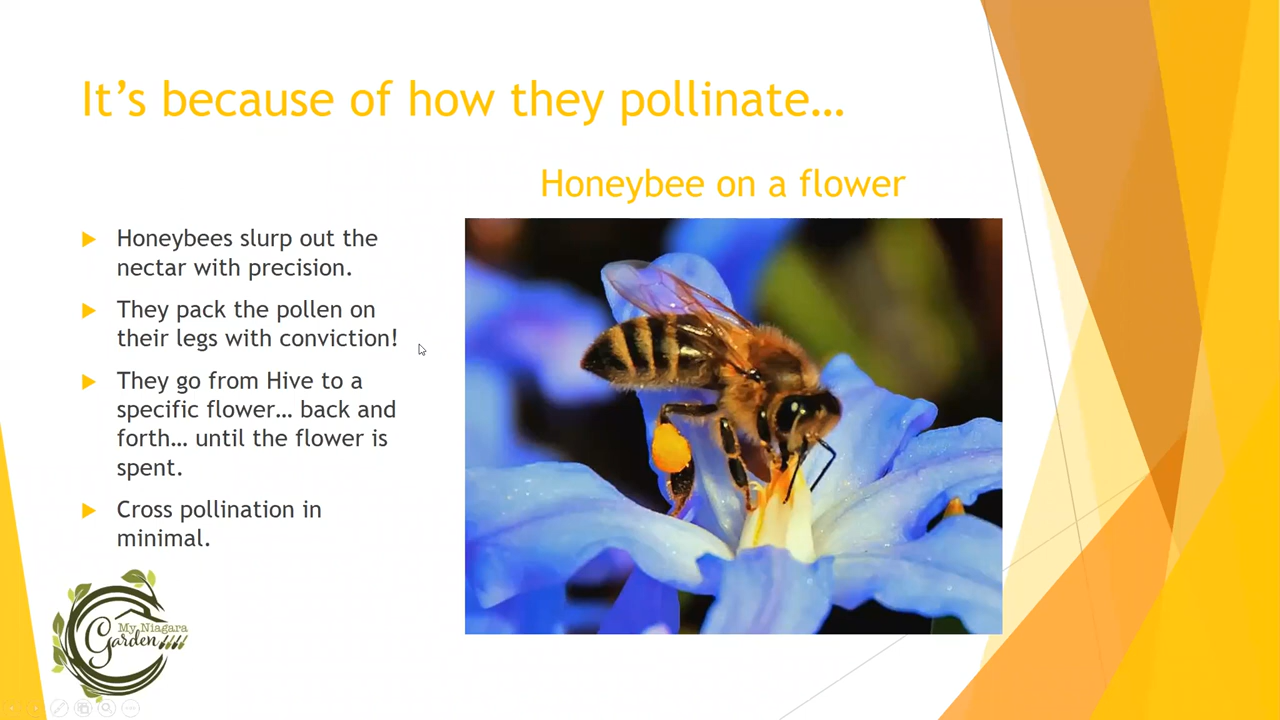 It’s because of how they pollinate…
Honeybee on a flower
Honeybees slurp out the
nectar with precision.
They pack the pollen on
their legs with conviction!
They go from Hive to a
specific flower… back and
forth… until the flower is
spent.
Cross pollination in
minimal.
My Niagara
Garden